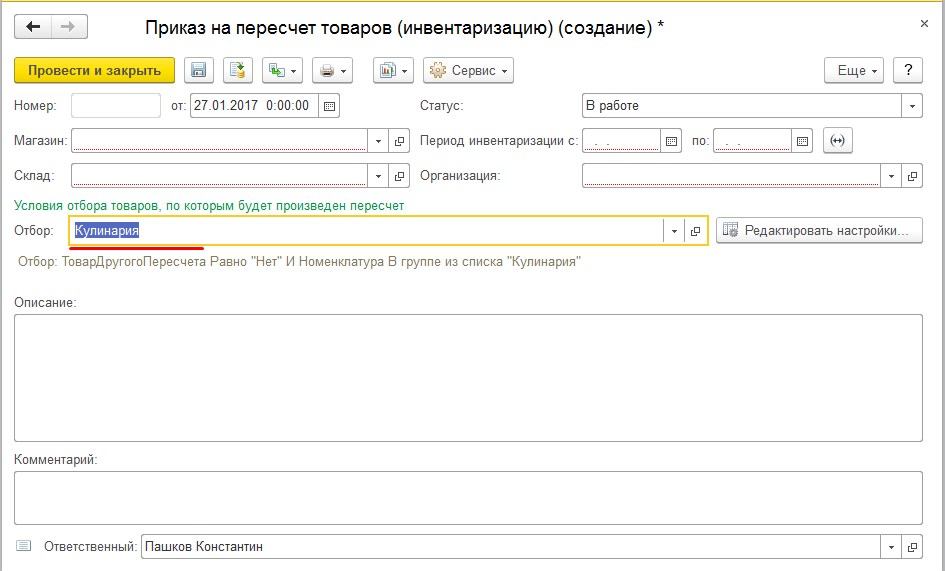 Приказ на пересчет товаров (инвентаризацию) (создание) *
Провести и закрыть Сервис Еще ?
Номер: от: 27.01.2017 0:00:00 Статус: В работе
Магазин: Период инвентаризации с: . . по: . .
Склад: Организация:
Условия отбора товаров, по которым будет произведен пересчет
Отбор: Кулинария Редактировать настройки...
Отбор: ТоварДругогоПересчета Равно "Нет" И Номенклатура В группе из списка "Кулинария"
Описание:
Комментарий:
Ответственный: Пашков Константин